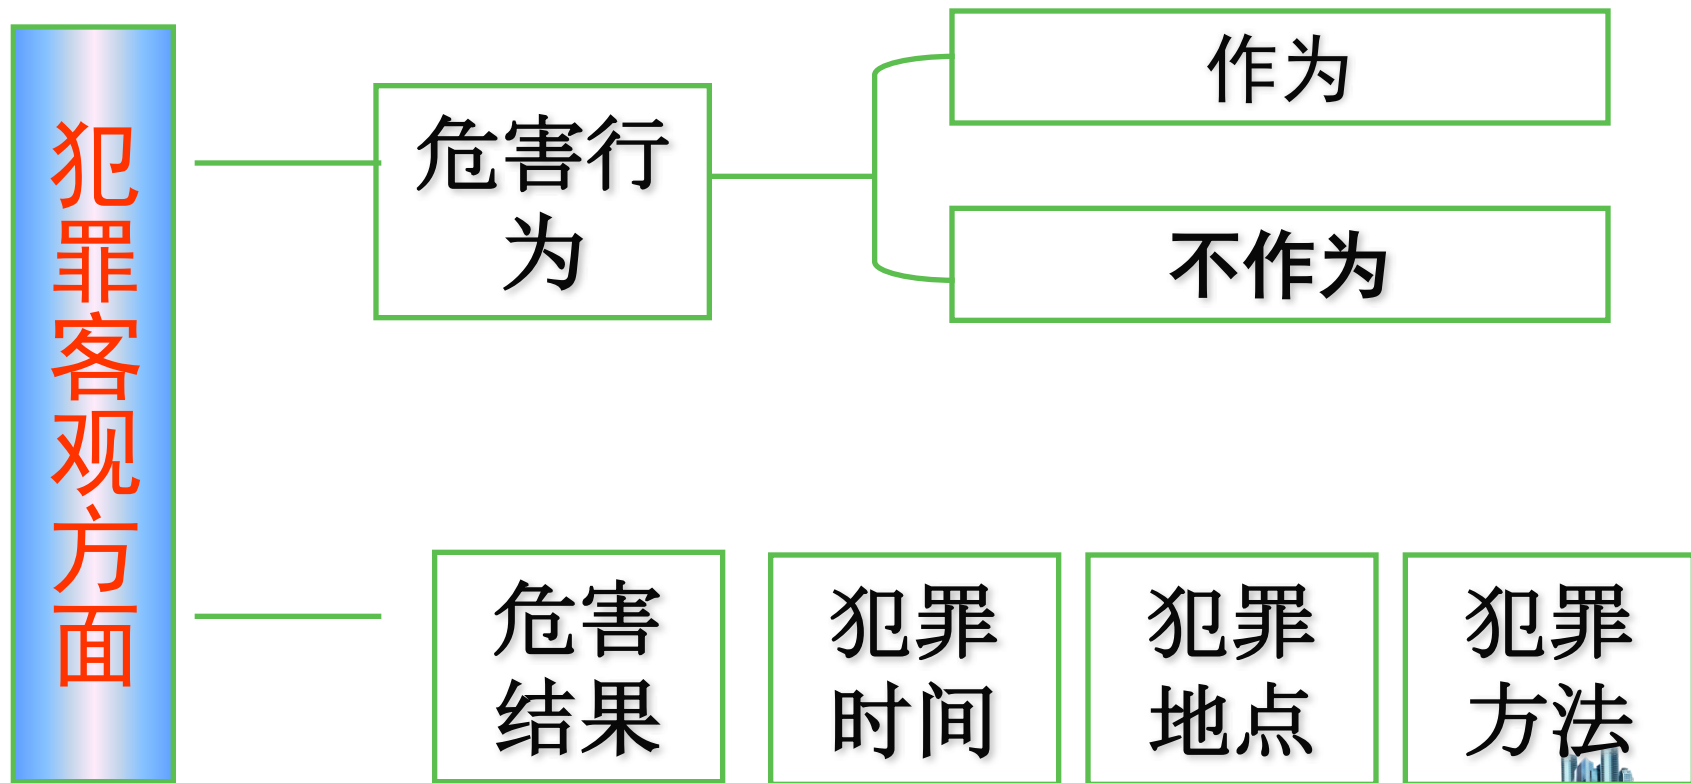 犯罪客观方面
危害行
为
作为
不作为
危害
结果
犯罪
时间
犯罪
地点
犯罪
方法